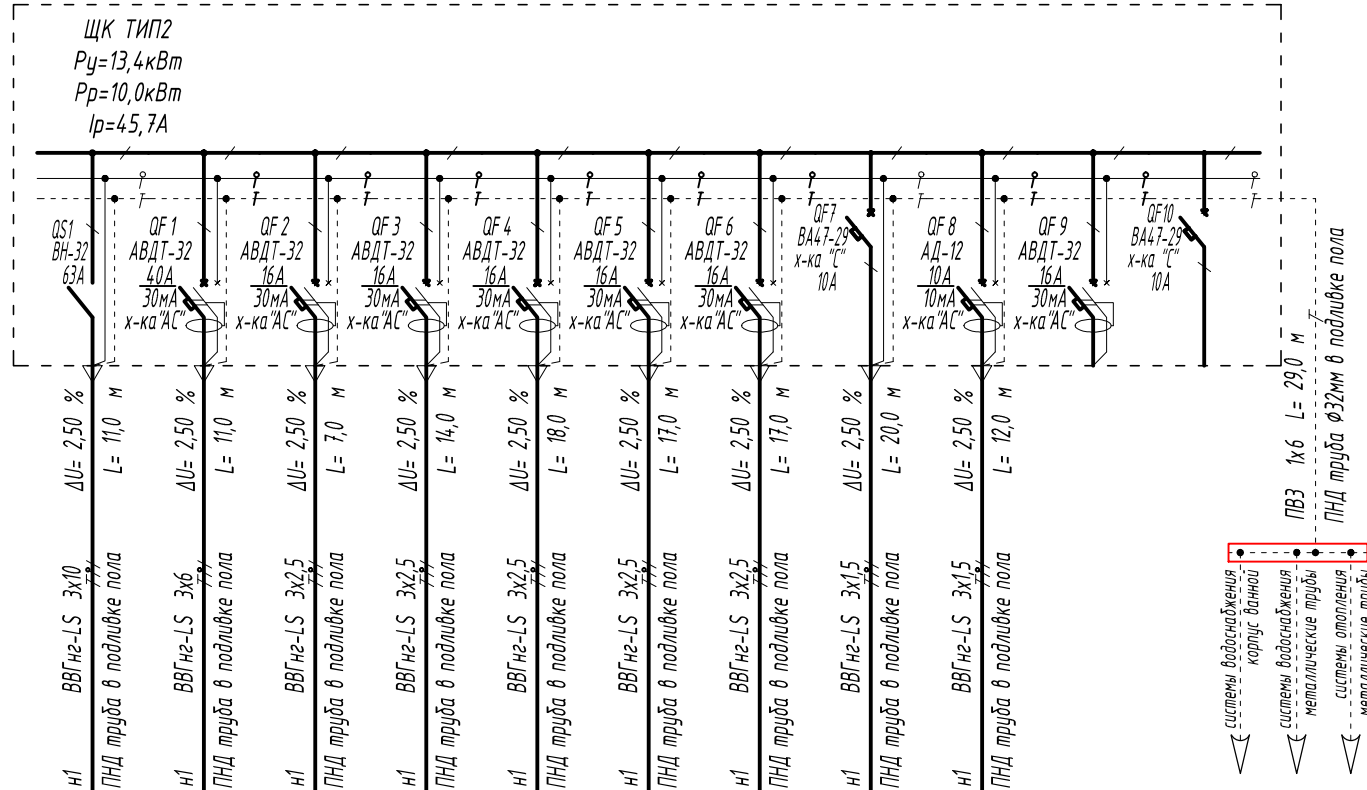 ЩК ТИП2
Ру=13,4кВт
Рр=10,0кВт
Iр=45,7А
QS1
ВН-32
63А
QF 1
АВДТ-32
40А
30мА
х-ка"АС"
QF 2
АВДТ-32
16А
30мА
х-ка"АС"
QF 3
АВДТ-32
16А
30мА
х-ка"АС"
QF 4
АВДТ-32
16А
30мА
х-ка"АС"
QF 5
АВДТ-32
16А
30мА
х-ка"АС"
QF 6
АВДТ-32
16А
30мА
х-ка"АС"
QF7
ВА47-29
х-ка "С"
10А
QF 8
АД-12
10А
10мА
х-ка"АС"
QF 9
АВДТ-32
16А
30мА
х-ка"АС"
QF10
ВА47-29
х-ка "С"
10А
ΔU= 2,50 %
L= 11,0 м
ΔU= 2,50 %
L= 11,0 м
ΔU= 2,50 %
L= 7,0 м
ΔU= 2,50 %
L= 14,0 м
ΔU= 2,50 %
L= 18,0 м
ΔU= 2,50 %
L= 17,0 м
ΔU= 2,50 %
L= 17,0 м
ΔU= 2,50 %
L= 20,0 м
ΔU= 2,50 %
L= 12,0 м
н1 ВВГнг-LS 3х10
ПНД труба в подливке пола
н1 ВВГнг-LS 3х6
ПНД труба в подливке пола
н1 ВВГнг-LS 3х2,5
ПНД труба в подливке пола
н1 ВВГнг-LS 3х2,5
ПНД труба в подливке пола
н1 ВВГнг-LS 3х2,5
ПНД труба в подливке пола
н1 ВВГнг-LS 3х2,5
ПНД труба в подливке пола
н1 ВВГнг-LS 3х2,5
ПНД труба в подливке пола
н1 ВВГнг-LS 3х1,5
ПНД труба в подливке пола
н1 ВВГнг-LS 3х1,5
ПНД труба в подливке пола
ПВ3 1х6 L= 29,0 м
ПНД труба ф32мм в подливке пола
системы водоснабжения
корпус ванной
системы водоснабжения
металлические трубы
системы отопления
металлические трубы